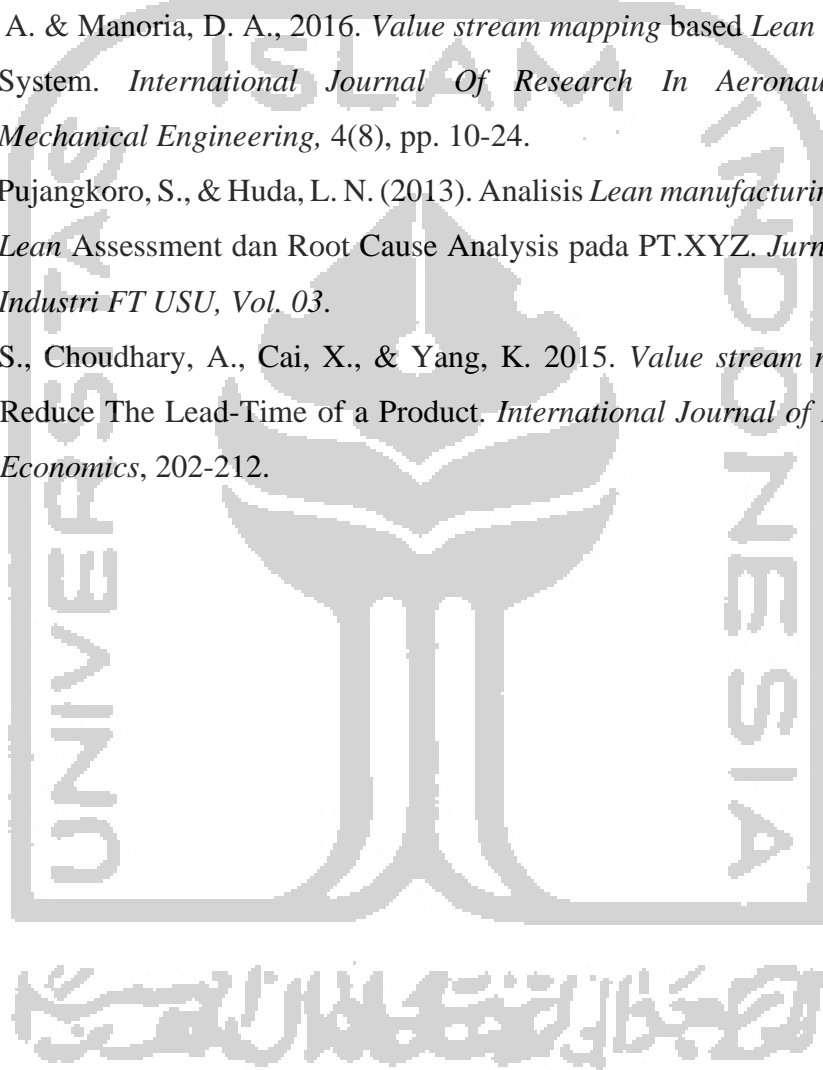 A. & Manoria, D. A., 2016. Value stream mapping based Lean
System. International Journal Of Research In Aeronau
Mechanical Engineering, 4(8), pp. 10-24.
Pujangkoro, S., & Huda, L. N. (2013). Analisis Lean manufacturin
Lean Assessment dan Root Cause Analysis pada PT.XYZ. Jurn
Industri FT USU, Vol. 03.
S., Choudhary, A., Cai, X., & Yang, K. 2015. Value stream
Reduce The Lead-Time of a Product. International Journal of
Economics, 202-212.
ISLAM
UNIVERSITAS
INDONESIA